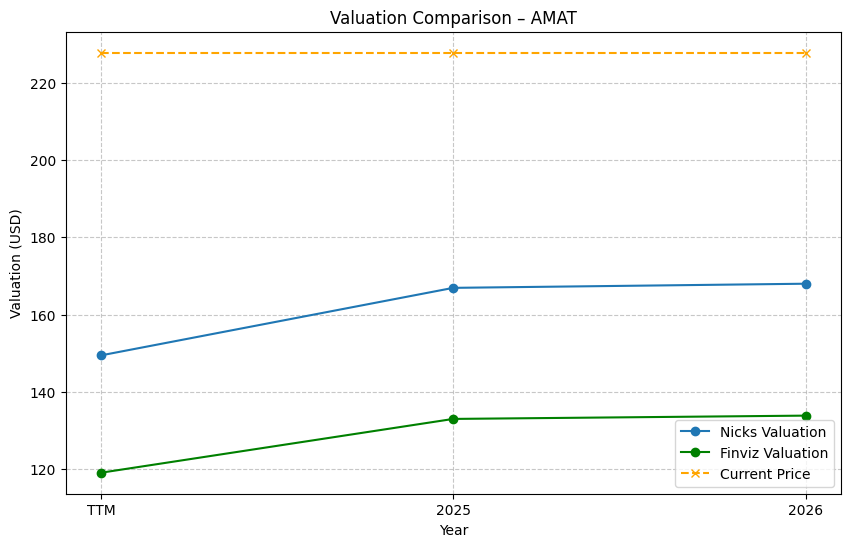 Valuation Comparison – AMAT
Valuation (USD)
220
200
180
160
140
120
TTM
2025
2026
Year
Nicks Valuation
Finviz Valuation
Current Price